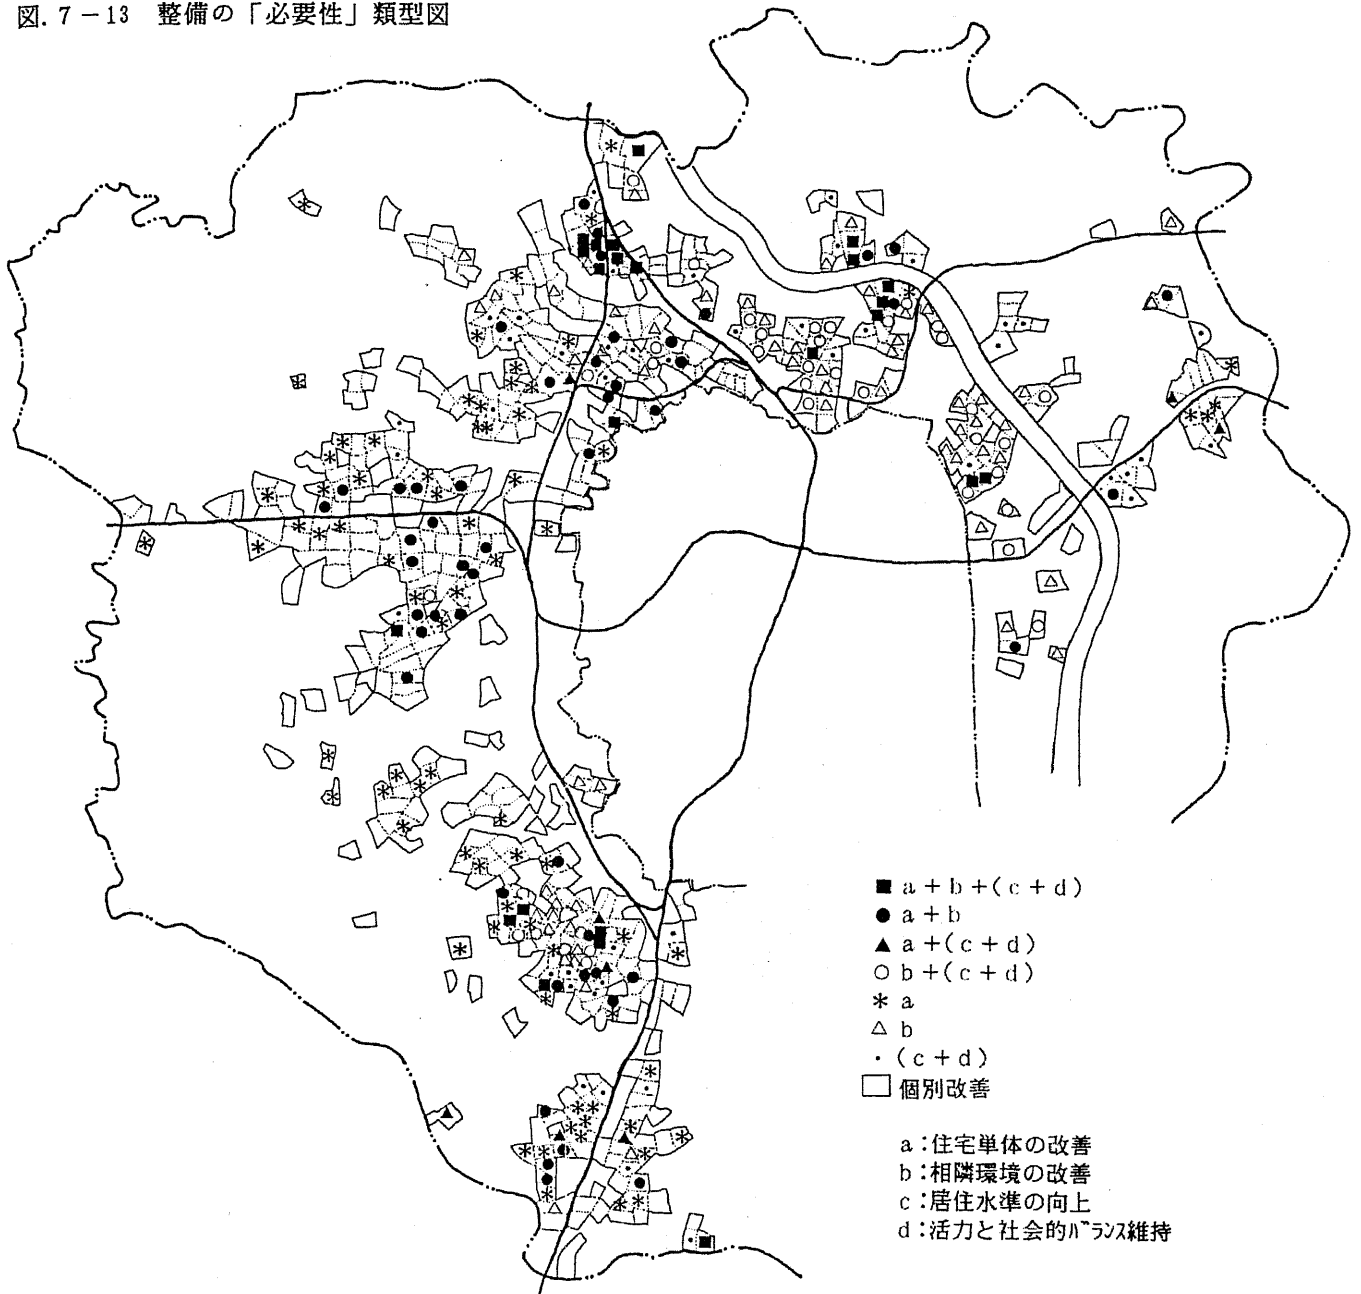 図.7-13 整備の「必要性」類型図
■ a+b+(c+d)
● a+b
▲ a+(c+d)
○ b+(c+d)
* a
△ b
・ (c+d)
□ 個別改善
a:住宅単体の改善
b:相隣環境の改善
c:居住水準の向上
d:活力と社会的バランス維持